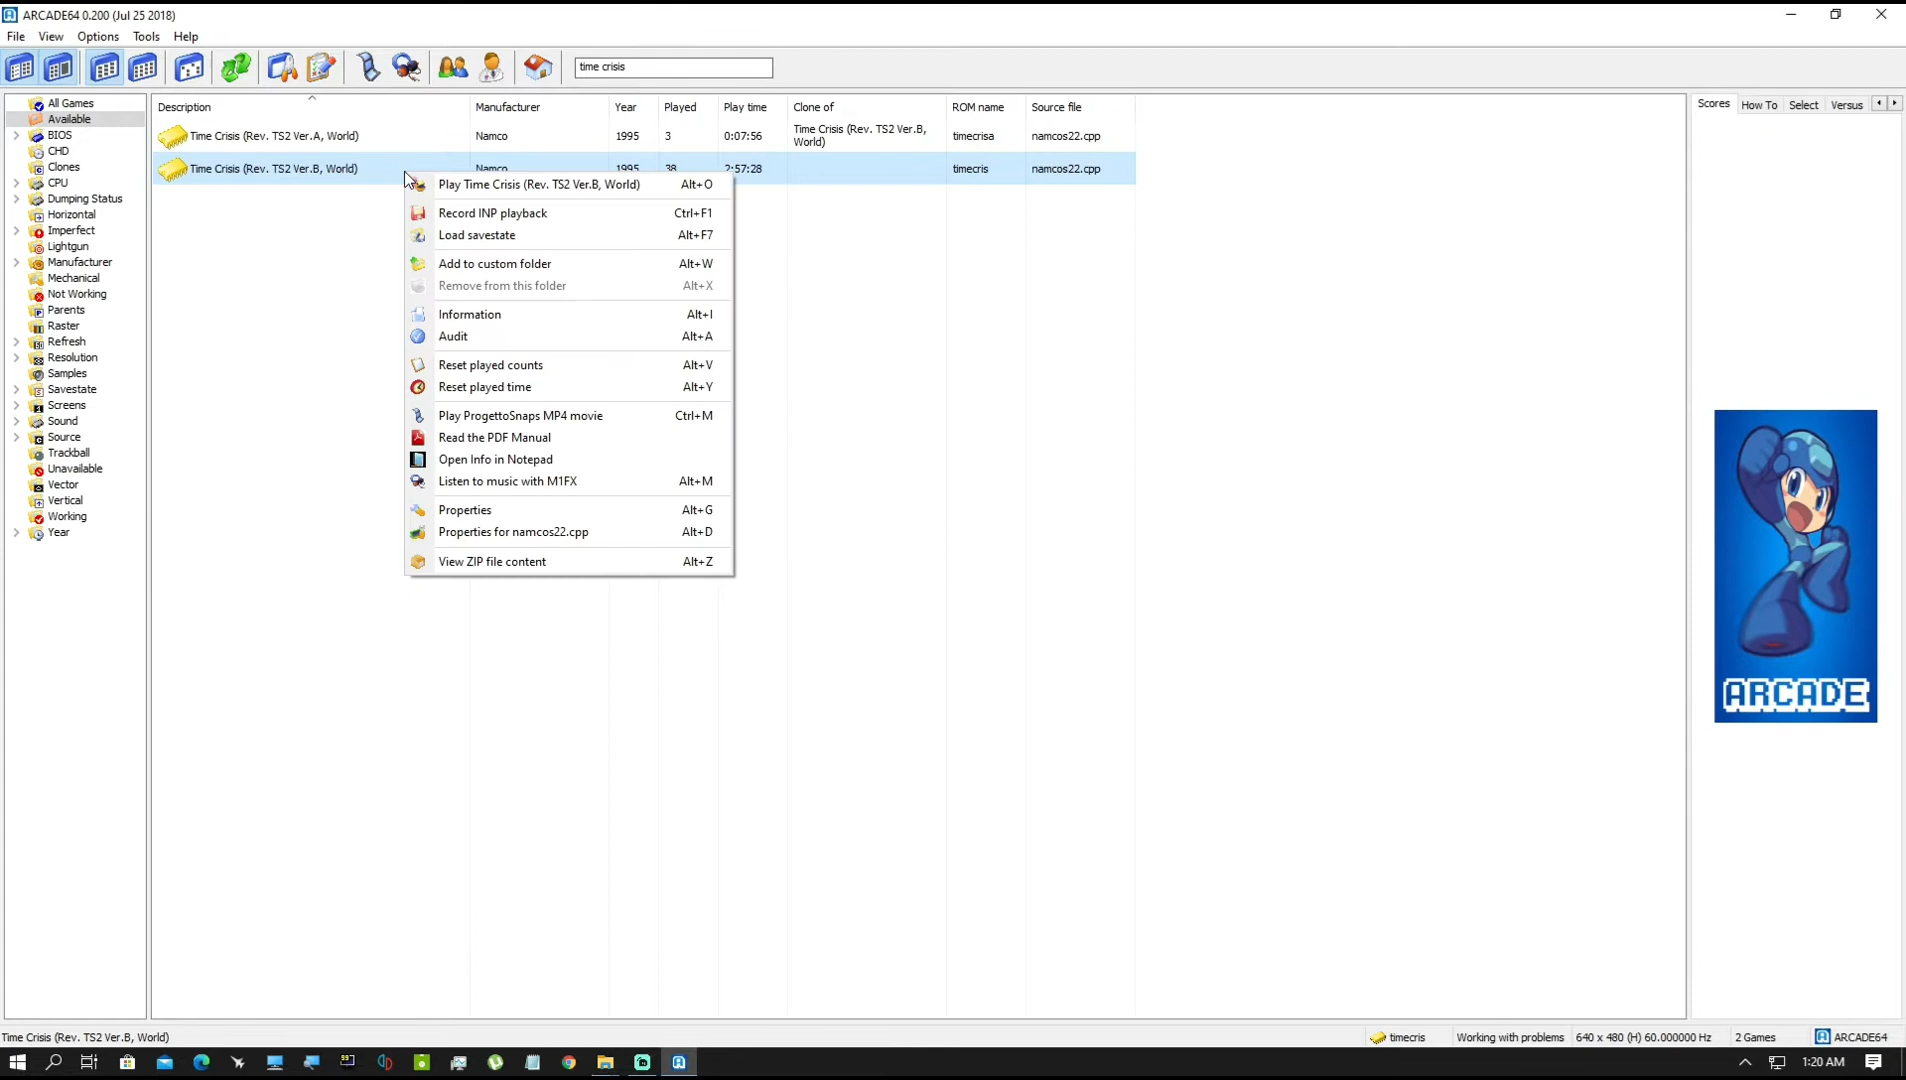 ARCADE64 0.200 (Jul 25 2018)
File View Options Tools Help
time crisis
All Games
Available
BIOS
CHD
Clones
CPU
Dumping Status
Horizontal
Imperfect
Lightgun
Manufacturer
Mechanical
Not Working
Parents
Raster
Refresh
Resolution
Samples
Savestate
Screens
Sound
Source
Trackball
Unavailable
Vector
Vertical
Working
Year
Description Manufacturer Year Played Play time Clone of ROM name Source file
Time Crisis (Rev. TS2 Ver.A, World) Namco 1995 3 0:07:56 Time Crisis (Rev. TS2 Ver.B, World) timecrisa namcos22.cpp
Time Crisis (Rev. TS2 Ver.B, World) Namco 1995 38 2:57:28 timecris namcos22.cpp
Play Time Crisis (Rev. TS2 Ver.B, World) Alt+O
Record INP playback Ctrl+F1
Load savestate Alt+F7
Add to custom folder Alt+W
Remove from this folder Alt+X
Information Alt+I
Audit Alt+A
Reset played counts Alt+V
Reset played time Alt+Y
Play ProgettoSnaps MP4 movie Ctrl+M
Read the PDF Manual
Open Info in Notepad
Listen to music with M1FX Alt+M
Properties Alt+G
Properties for namcos22.cpp Alt+D
View ZIP file content Alt+Z
Scores How To Select Versus
ARCADE
Time Crisis (Rev. TS2 Ver.B, World) timecris Working with problems 640 x 480 (H) 60.000000 Hz 2 Games ARCADE64
1:20 AM